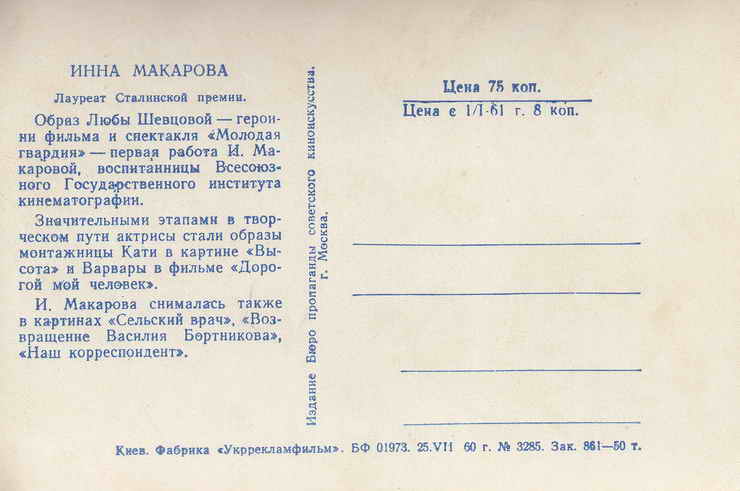 ИННА МАКАРОВА
Лауреат Сталинской премии.
Образ Любы Шевцовой — герои-
ни фильма и спектакля «Молодая
гвардия» — первая работа И. Ма-
каровой, воспитанницы Всесоюз-
ного Государственного института
кинематографии.
Значительными этапами в твор-
ческом пути актрисы стали образы
монтажницы Кати в картине «Вы-
сота» и Варвары в фильме «Доро-
гой мой человек».
И. Макарова снималась также
в картинах «Сельский врач», «Воз-
вращение Василия Бортникова»,
«Наш корреспондент».
Издание Бюро пропаганды советского киноискусства.
г. Москва.
Цена 75 коп.
Цена с 1/I-61 г. 8 коп.
Киев. Фабрика «Укррекламфильм». БФ 01973. 25.VII 60 г. № 3285. Зак. 861—50 т.